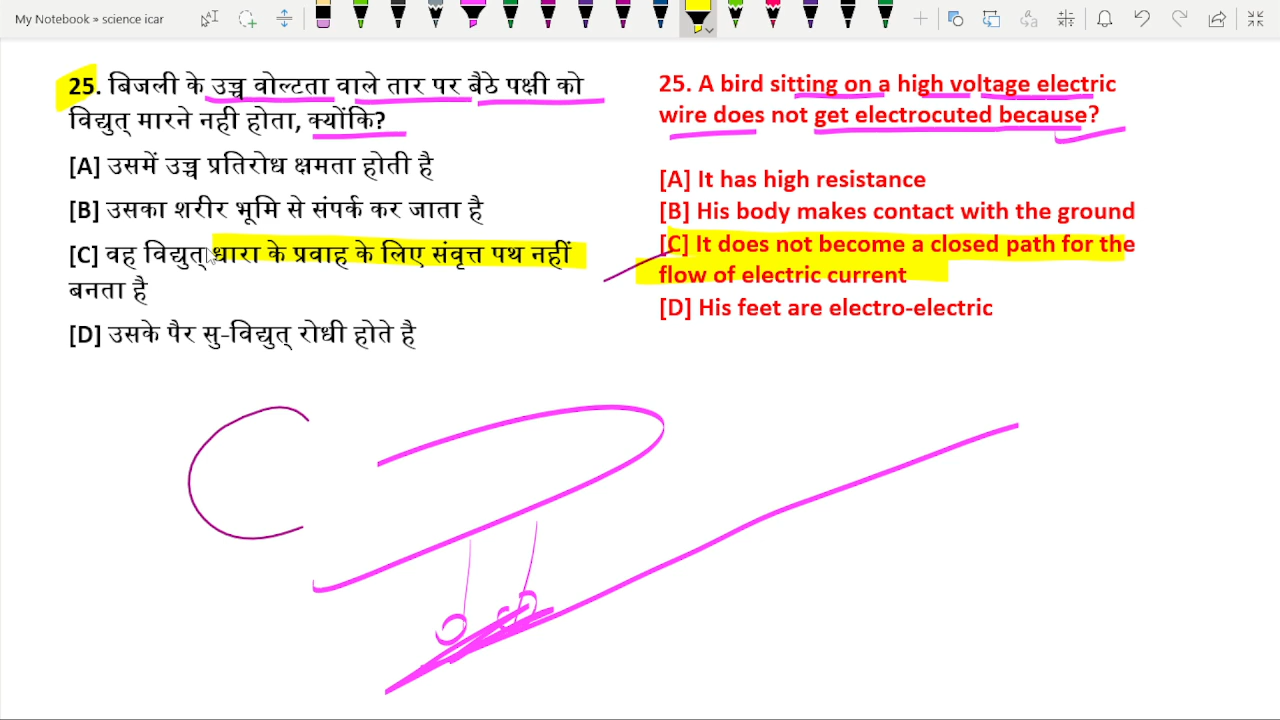 My Notebook » science icar
25. बिजली के उच्च वोल्टता वाले तार पर बैठे पक्षी को
विद्युत् मारने नही होता, क्योंकि?
[A] उसमें उच्च प्रतिरोध क्षमता होती है
[B] उसका शरीर भूमि से संपर्क कर जाता है
[C] वह विद्युत् धारा के प्रवाह के लिए संवृत्त पथ नहीं
बनता है
[D] उसके पैर सु-विद्युत् रोधी होते है
25. A bird sitting on a high voltage electric
wire does not get electrocuted because?
[A] It has high resistance
[B] His body makes contact with the ground
[C] It does not become a closed path for the
flow of electric current
[D] His feet are electro-electric